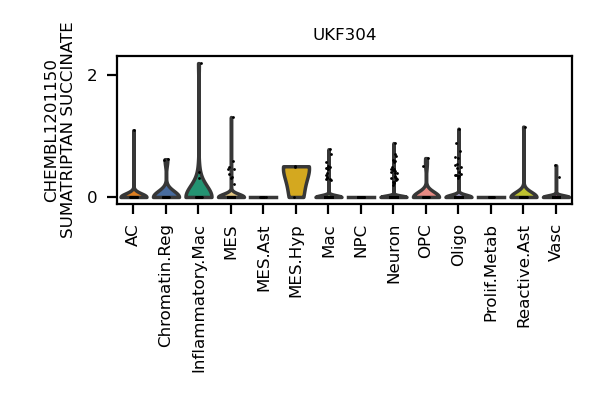 UKF304
CHEMBL1201150
SUMATRIPTAN SUCCINATE
2
0
AC
Chromatin.Reg
Inflammatory.Mac
MES
MES.Ast
MES.Hyp
Mac
NPC
Neuron
OPC
Oligo
Prolif.Metab
Reactive.Ast
Vasc